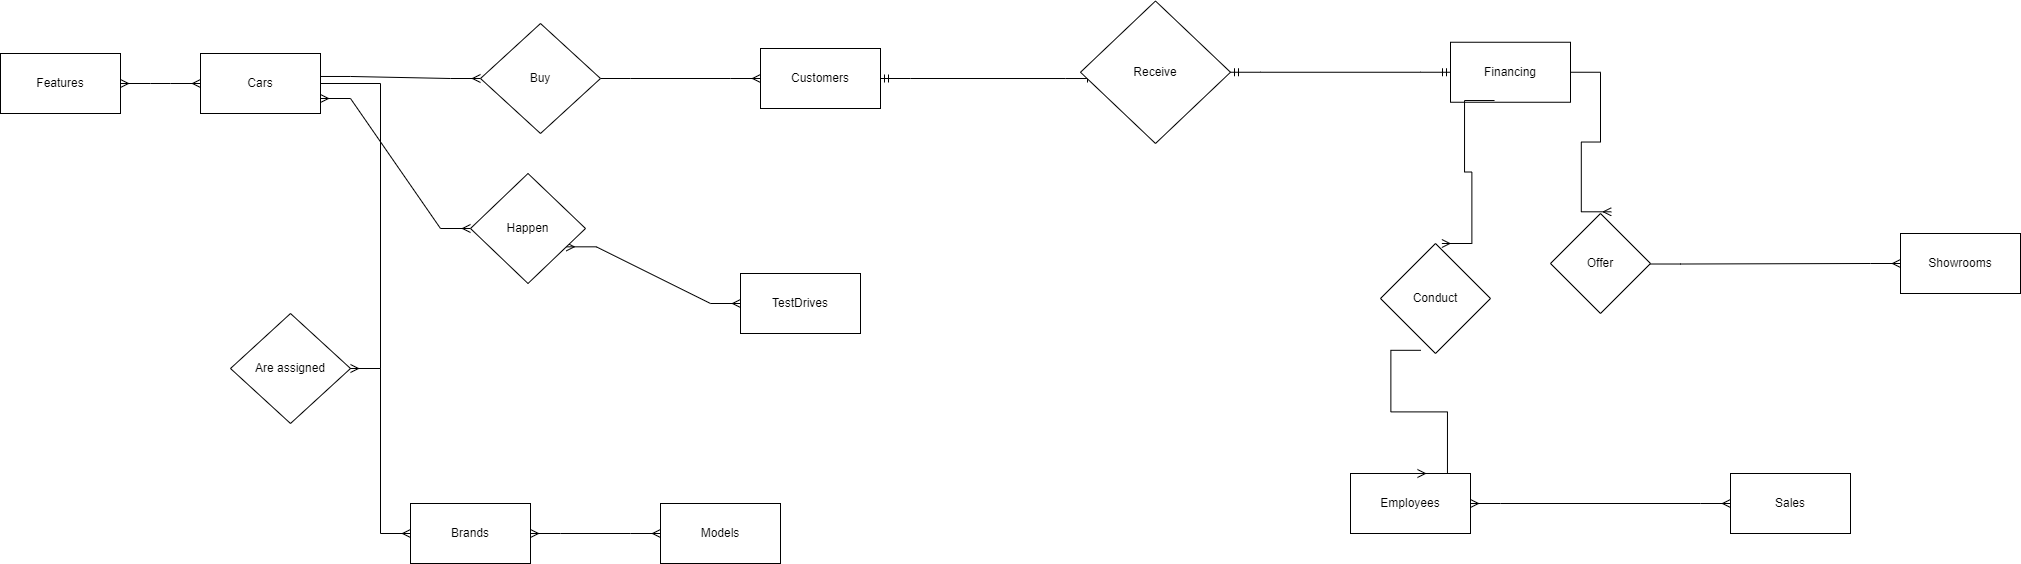 Features
Cars
Buy
Customers
Receive
Financing
Happen
Conduct
Offer
Showrooms
TestDrives
Are assigned
Brands
Models
Employees
Sales